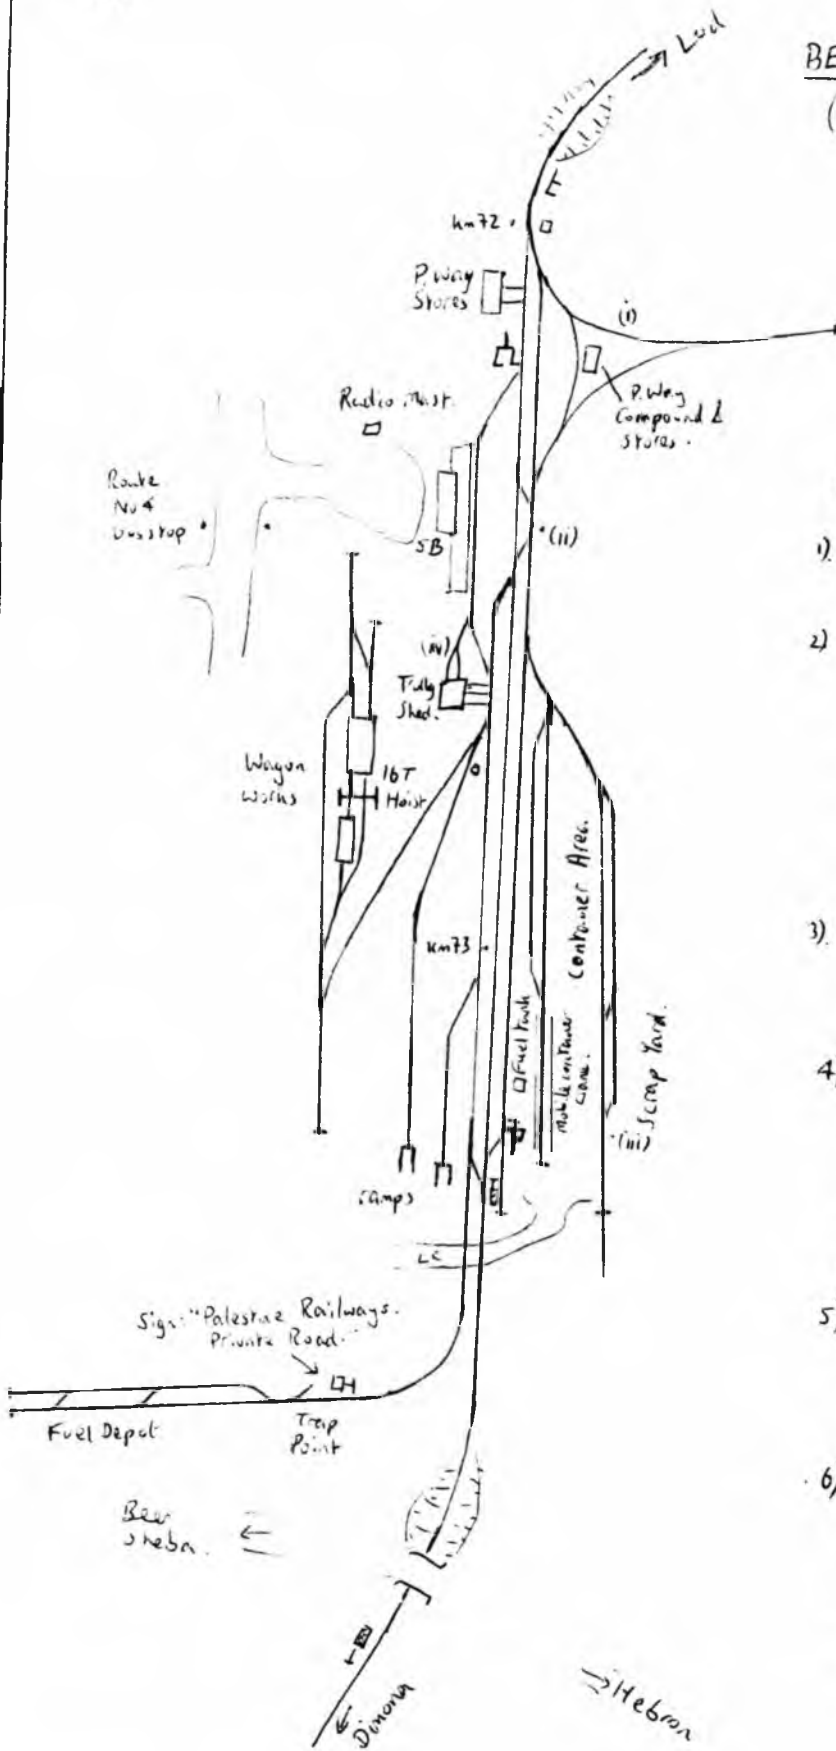 Lud
BE
(
km72
P. Way
Stores
(i)
P. Way
Compound &
Stores.
Radio Mast.
Route
No 4
bus stop
SB
(ii)
1).
2)
(iv)
Trolly
Shed.
Wagon
Works
16T
Hoist
Container Area.
3).
km73
Fuel tank
Mobile container
crane.
Scrap Yard.
4)
(iii)
ramps
LC
Sign: "Palestine Railways.
Private Road."
5)
Fuel Depot
Trap
Point
Beer
Sheba.
6)
Dimona
Hebron